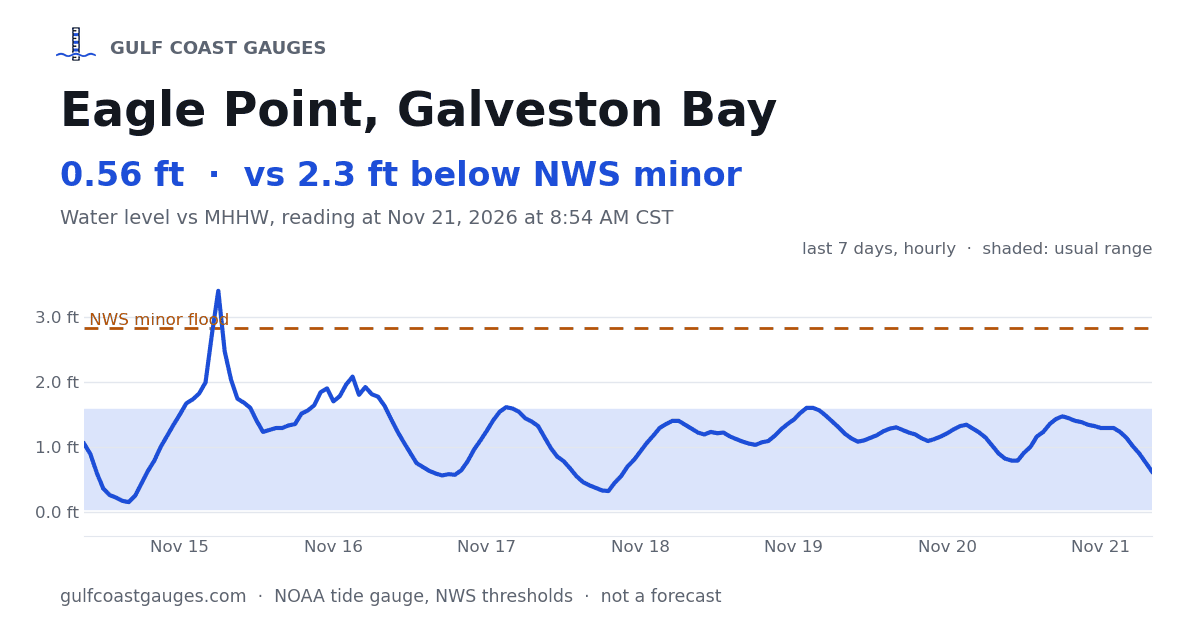 GULF COAST GAUGES
Eagle Point, Galveston Bay
0.56 ft · vs 2.3 ft below NWS minor
Water level vs MHHW, reading at Nov 21, 2026 at 8:54 AM CST
last 7 days, hourly · shaded: usual range
3.0 ft
NWS minor flood
2.0 ft
1.0 ft
0.0 ft
Nov 15 Nov 16 Nov 17 Nov 18 Nov 19 Nov 20 Nov 21
gulfcoastgauges.com · NOAA tide gauge, NWS thresholds · not a forecast